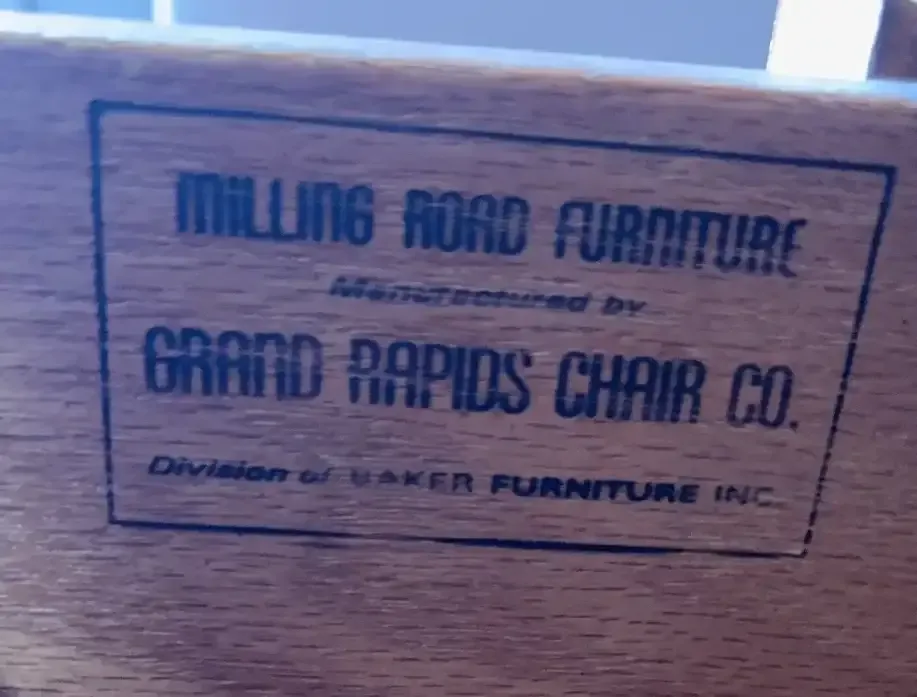 MILLING ROAD FURNITURE
Manufactured by
GRAND RAPIDS CHAIR CO.
Division of BAKER FURNITURE INC.